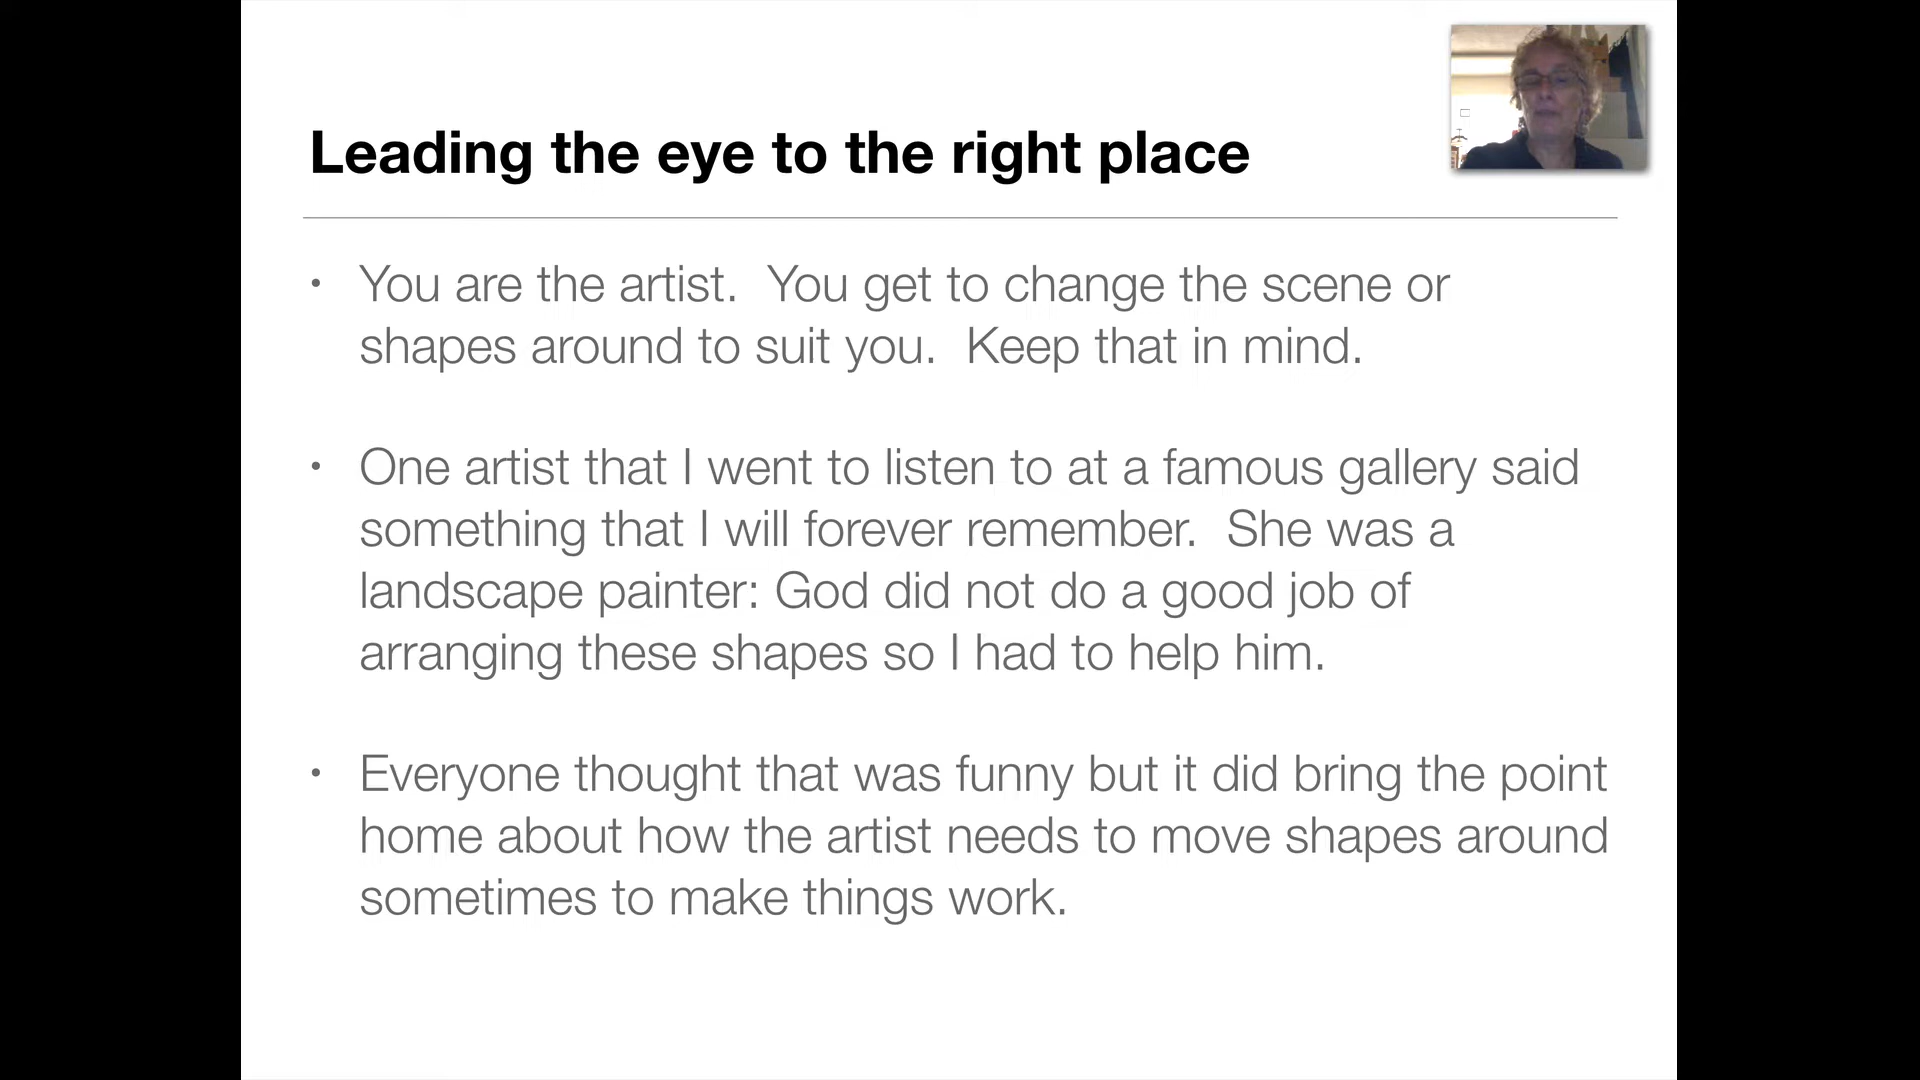 Leading the eye to the right place
• You are the artist.  You get to change the scene or
shapes around to suit you.  Keep that in mind.
• One artist that I went to listen to at a famous gallery said
something that I will forever remember.  She was a
landscape painter: God did not do a good job of
arranging these shapes so I had to help him.
• Everyone thought that was funny but it did bring the point
home about how the artist needs to move shapes around
sometimes to make things work.